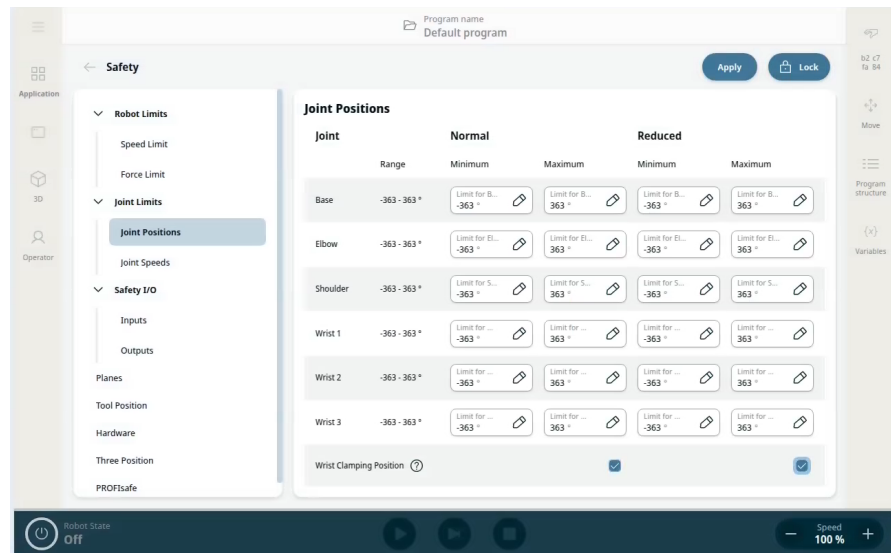 Program name
Default program
b2 c7
fa 84
Safety
Apply
Lock
Application
Move
3D
Program
structure
Operator
Variables
Robot Limits
Speed Limit
Force Limit
Joint Limits
Joint Positions
Joint Speeds
Safety I/O
Inputs
Outputs
Planes
Tool Position
Hardware
Three Position
PROFIsafe
Joint Positions
Joint Normal Reduced
Range Minimum Maximum Minimum Maximum
Limit for B... Limit for B... Limit for B... Limit for B...
Base -363 - 363 ° -363 ° 363 ° -363 ° 363 °
Limit for El... Limit for El... Limit for El... Limit for El...
Elbow -363 - 363 ° -363 ° 363 ° -363 ° 363 °
Limit for S... Limit for S... Limit for S... Limit for S...
Shoulder -363 - 363 ° -363 ° 363 ° -363 ° 363 °
Limit for ... Limit for ... Limit for ... Limit for ...
Wrist 1 -363 - 363 ° -363 ° 363 ° -363 ° 363 °
Limit for ... Limit for ... Limit for ... Limit for ...
Wrist 2 -363 - 363 ° -363 ° 363 ° -363 ° 363 °
Limit for ... Limit for ... Limit for ... Limit for ...
Wrist 3 -363 - 363 ° -363 ° 363 ° -363 ° 363 °
Wrist Clamping Position ?
{x}
Robot State
Off
Speed
100 %